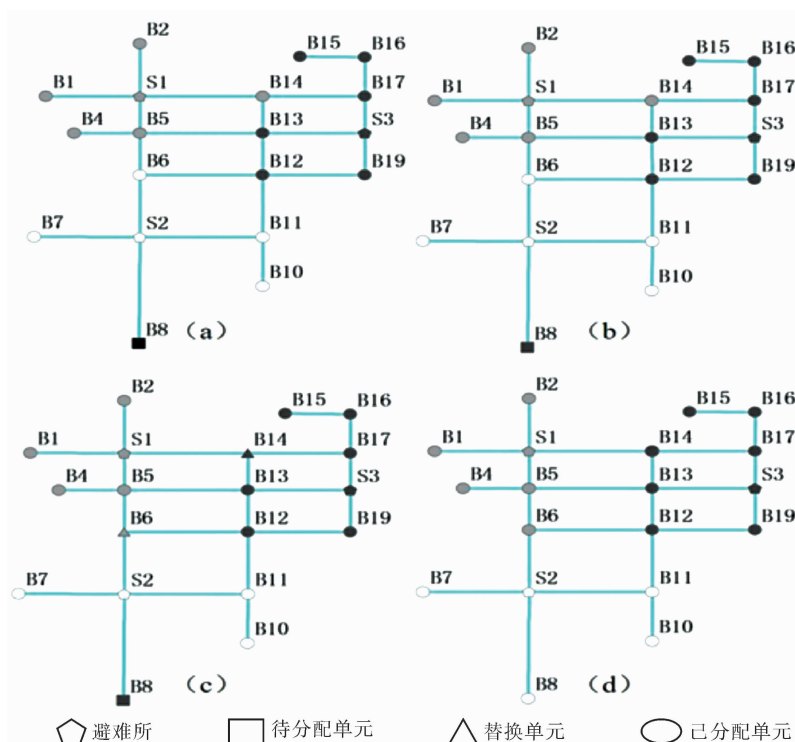 B2
B15 B16
B1 S1 B14 B17
B4 B5 B13 S3
B6 B12 B19
B7 S2 B11
B10
B8 (a)
B2
B15 B16
B1 S1 B14 B17
B4 B5 B13 S3
B6 B12 B19
B7 S2 B11
B10
B8 (b)
B2
B15 B16
B1 S1 B14 B17
B4 B5 B13 S3
B6 B12 B19
B7 S2 B11
B10
B8 (c)
B2
B15 B16
B1 S1 B14 B17
B4 B5 B13 S3
B6 B12 B19
B7 S2 B11
B10
B8 (d)
避难所 待分配单元 替换单元 已分配单元